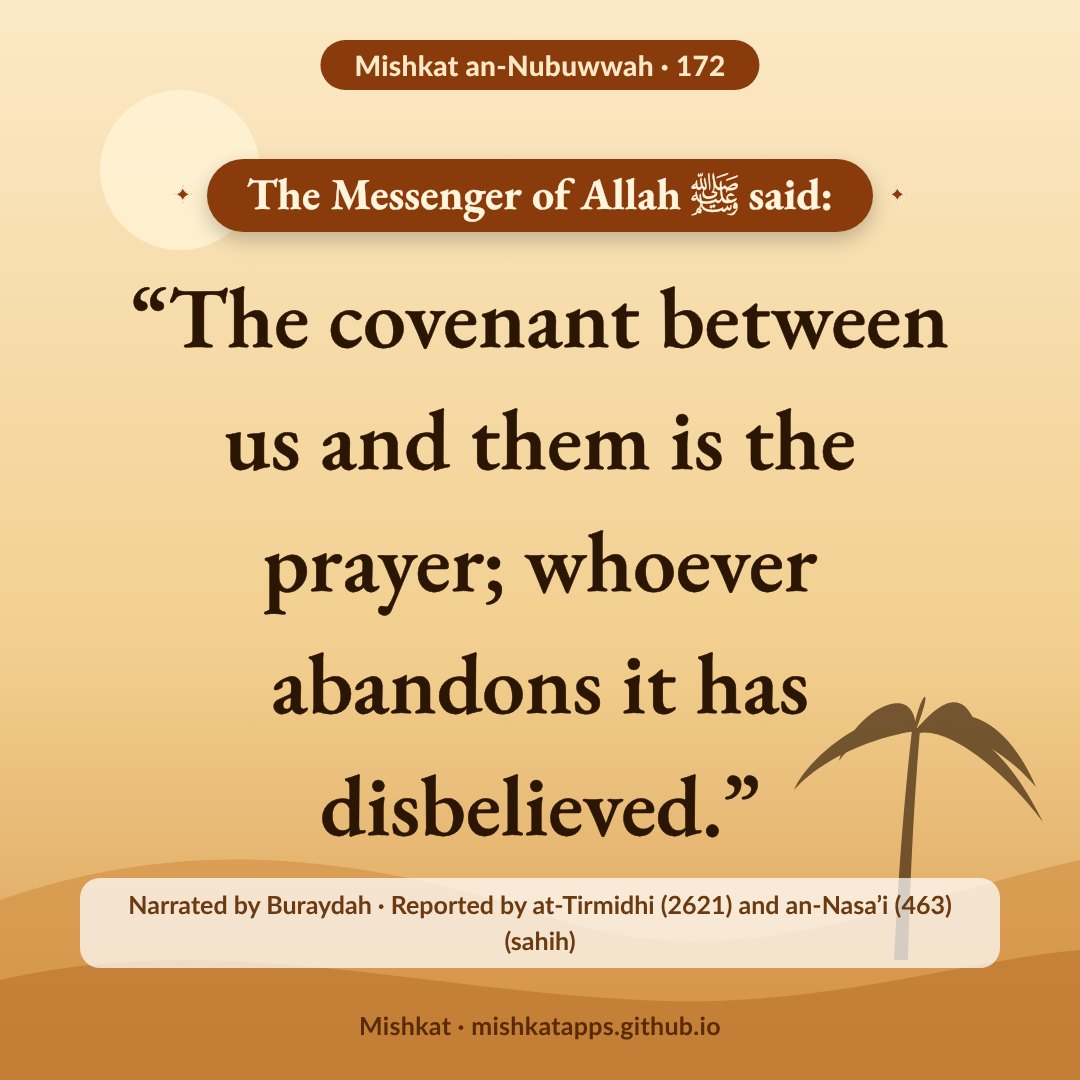 Mishkat an-Nubuwwah · 172
The Messenger of Allah ﷺ said:
“The covenant between
us and them is the
prayer; whoever
abandons it has
disbelieved.”
Narrated by Buraydah · Reported by at-Tirmidhi (2621) and an-Nasa’i (463)
(sahih)
Mishkat · mishkatapps.github.io